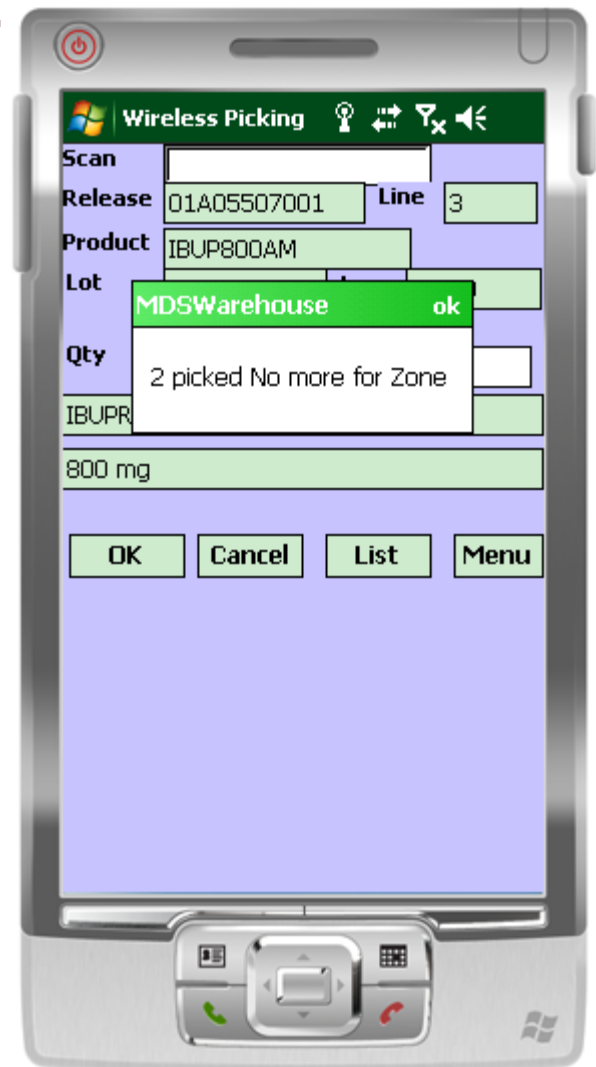 Wireless Picking
Scan
Release 01A05507001 Line 3
Product IBUP800AM
Lot
MDSWarehouse ok
Qty
2 picked No more for Zone
IBUPR
800 mg
OK Cancel List Menu